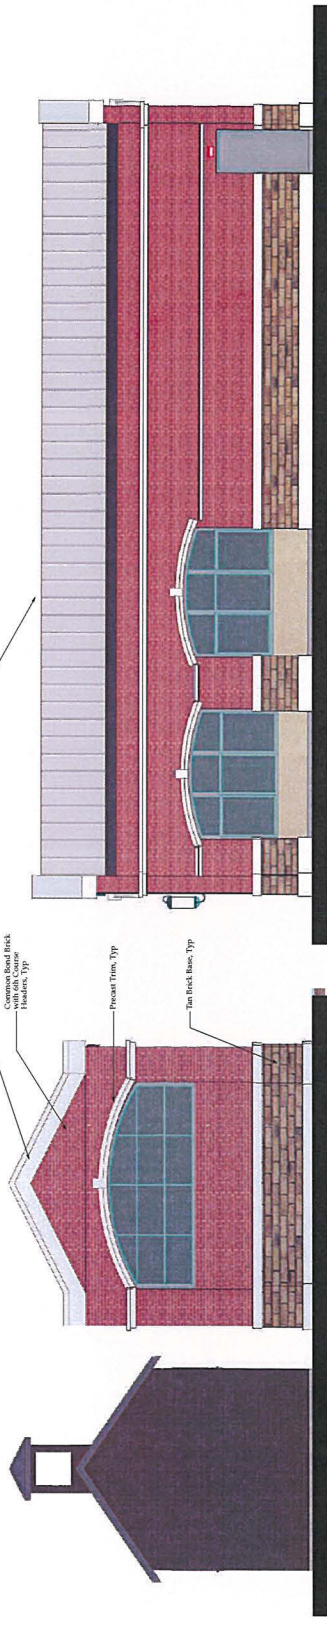 Common Bond Brick
with 6th Course
Headers, Typ
Precast Trim, Typ
Tan Brick Base, Typ